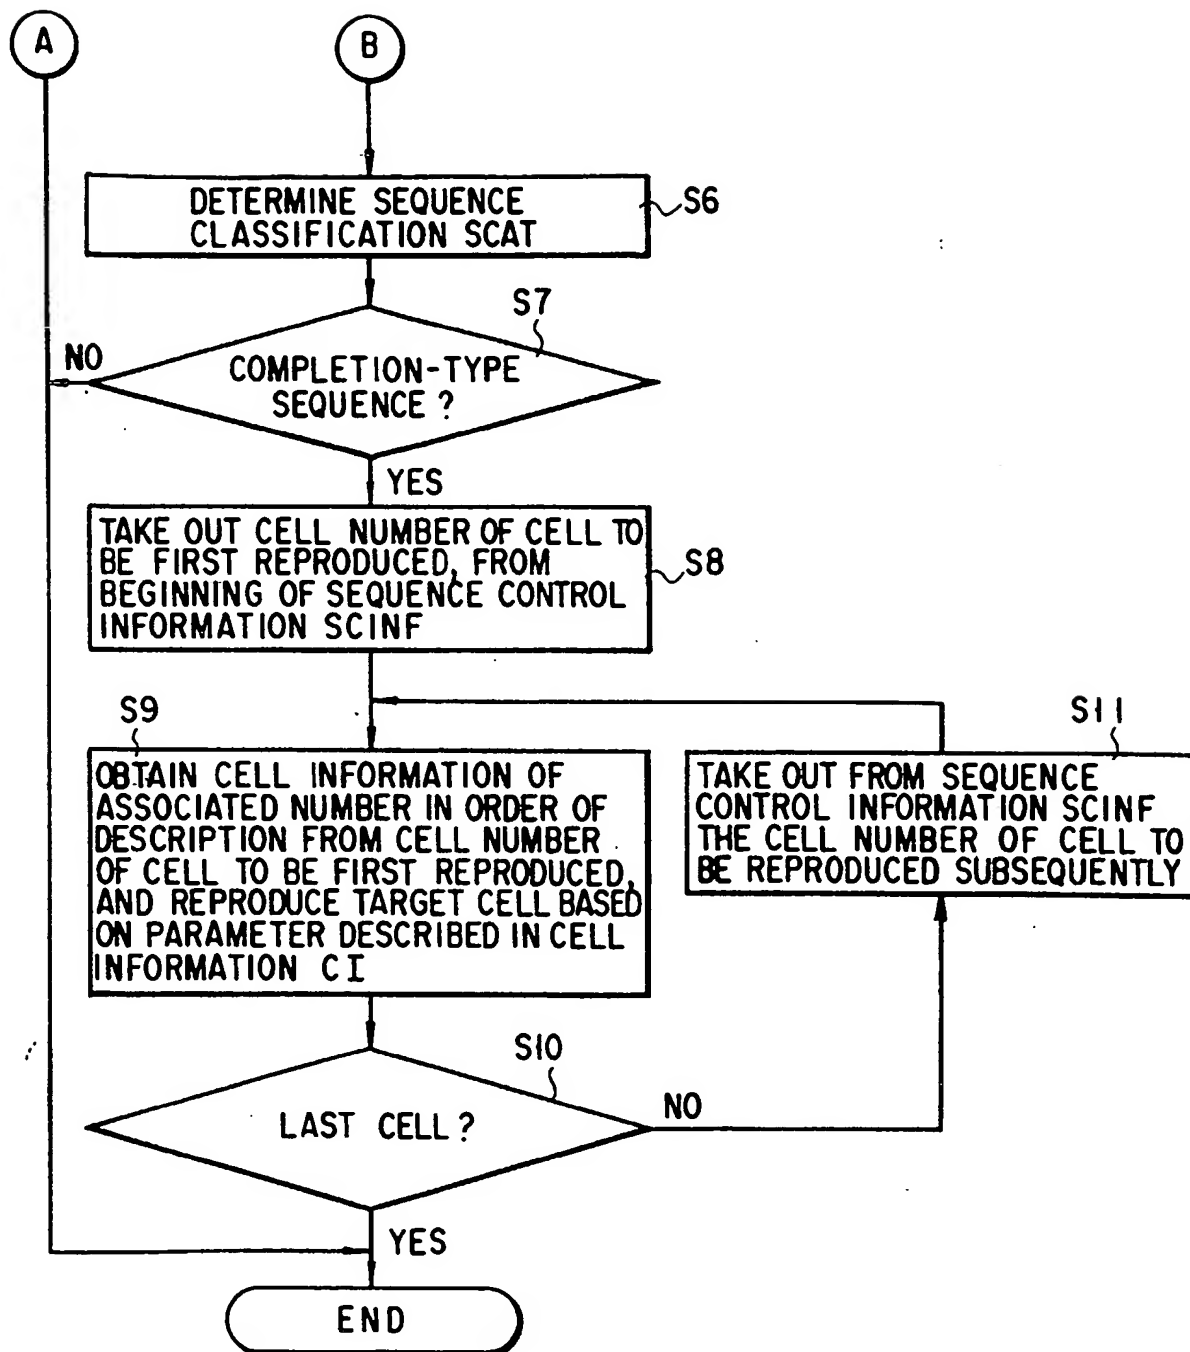 A
B
DETERMINE SEQUENCE
CLASSIFICATION SCAT
S6
S7
NO
COMPLETION-TYPE
SEQUENCE?
YES
TAKE OUT CELL NUMBER OF CELL TO
BE FIRST REPRODUCED, FROM
BEGINNING OF SEQUENCE CONTROL
INFORMATION SCINF
S8
S9
OBTAIN CELL INFORMATION OF
ASSOCIATED NUMBER IN ORDER OF
DESCRIPTION FROM CELL NUMBER
OF CELL TO BE FIRST REPRODUCED,
AND REPRODUCE TARGET CELL BASED
ON PARAMETER DESCRIBED IN CELL
INFORMATION CI
S11
TAKE OUT FROM SEQUENCE
CONTROL INFORMATION SCINF
THE CELL NUMBER OF CELL TO
BE REPRODUCED SUBSEQUENTLY
S10
LAST CELL?
NO
YES
END